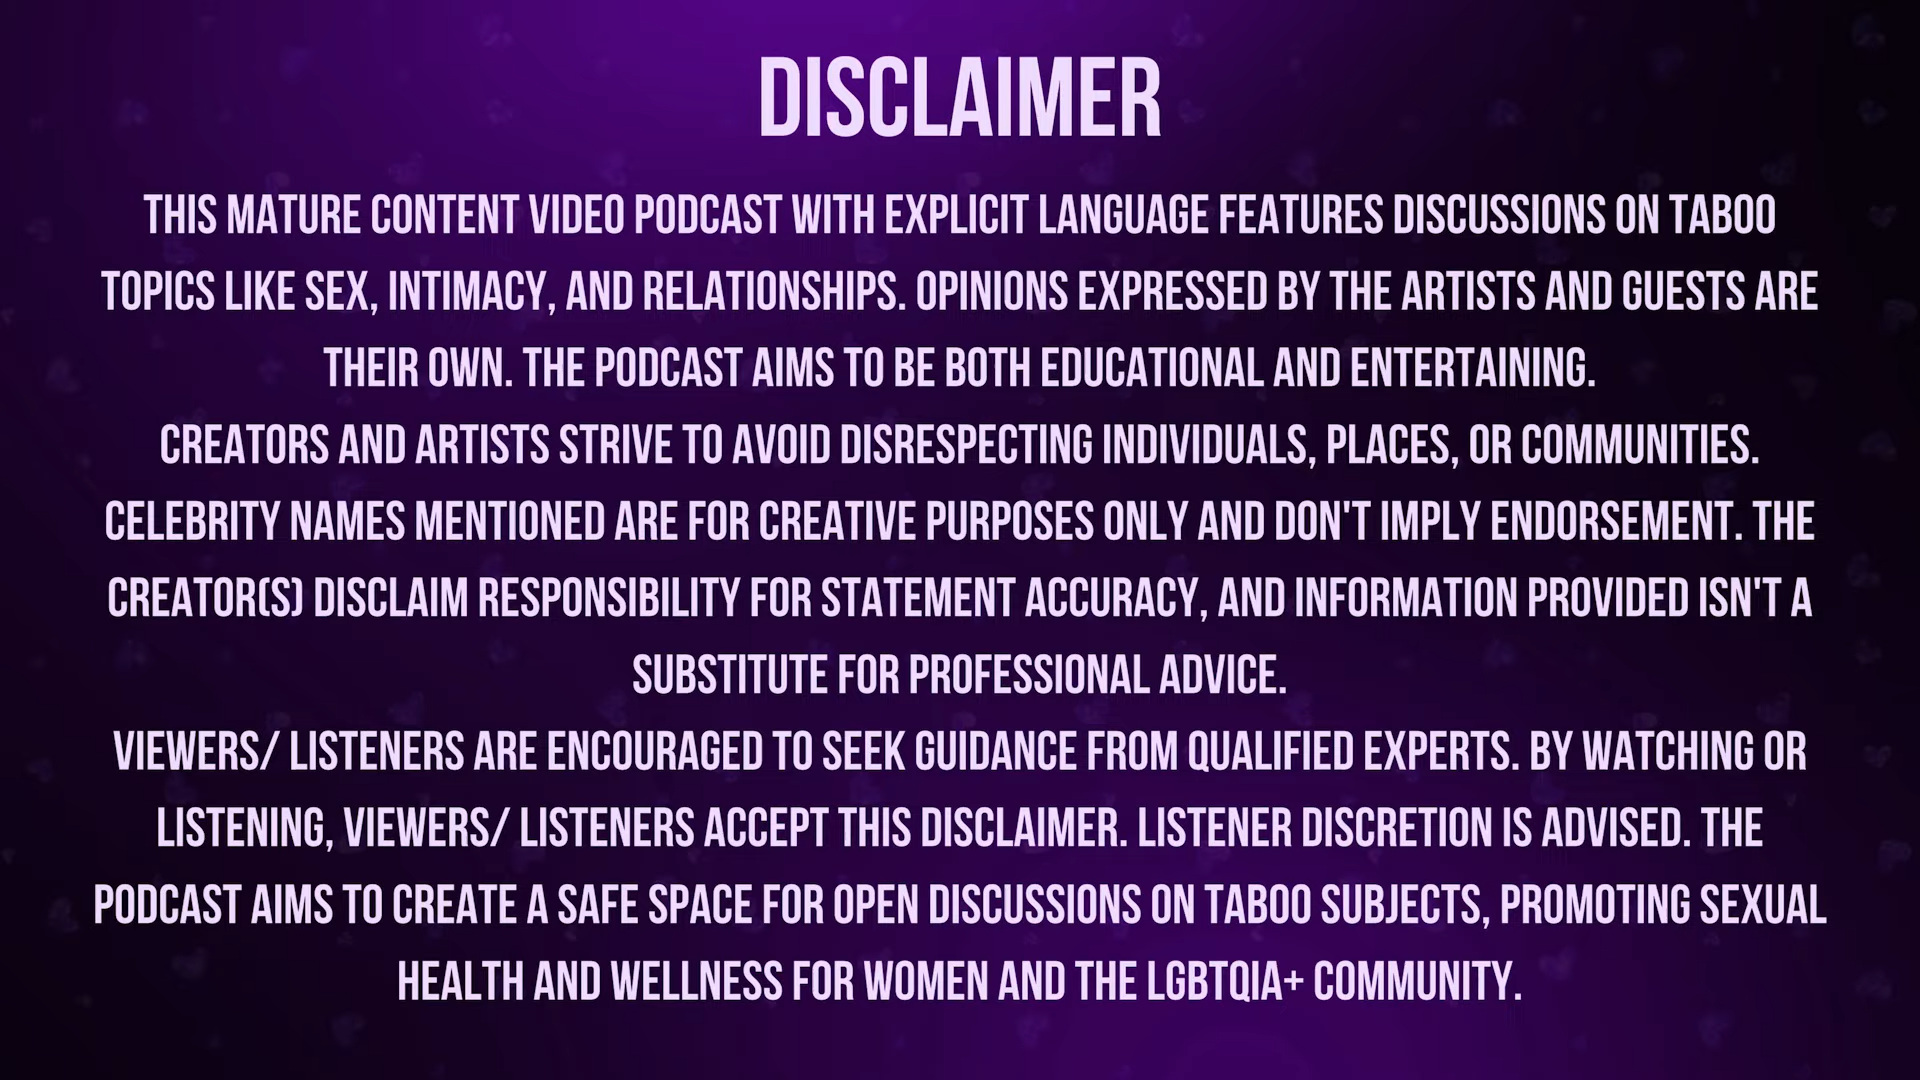 DISCLAIMER
THIS MATURE CONTENT VIDEO PODCAST WITH EXPLICIT LANGUAGE FEATURES DISCUSSIONS ON TABOO
TOPICS LIKE SEX, INTIMACY, AND RELATIONSHIPS. OPINIONS EXPRESSED BY THE ARTISTS AND GUESTS ARE
THEIR OWN. THE PODCAST AIMS TO BE BOTH EDUCATIONAL AND ENTERTAINING.
CREATORS AND ARTISTS STRIVE TO AVOID DISRESPECTING INDIVIDUALS, PLACES, OR COMMUNITIES.
CELEBRITY NAMES MENTIONED ARE FOR CREATIVE PURPOSES ONLY AND DON'T IMPLY ENDORSEMENT. THE
CREATOR(S) DISCLAIM RESPONSIBILITY FOR STATEMENT ACCURACY, AND INFORMATION PROVIDED ISN'T A
SUBSTITUTE FOR PROFESSIONAL ADVICE.
VIEWERS/ LISTENERS ARE ENCOURAGED TO SEEK GUIDANCE FROM QUALIFIED EXPERTS. BY WATCHING OR
LISTENING, VIEWERS/ LISTENERS ACCEPT THIS DISCLAIMER. LISTENER DISCRETION IS ADVISED. THE
PODCAST AIMS TO CREATE A SAFE SPACE FOR OPEN DISCUSSIONS ON TABOO SUBJECTS, PROMOTING SEXUAL
HEALTH AND WELLNESS FOR WOMEN AND THE LGBTQIA+ COMMUNITY.